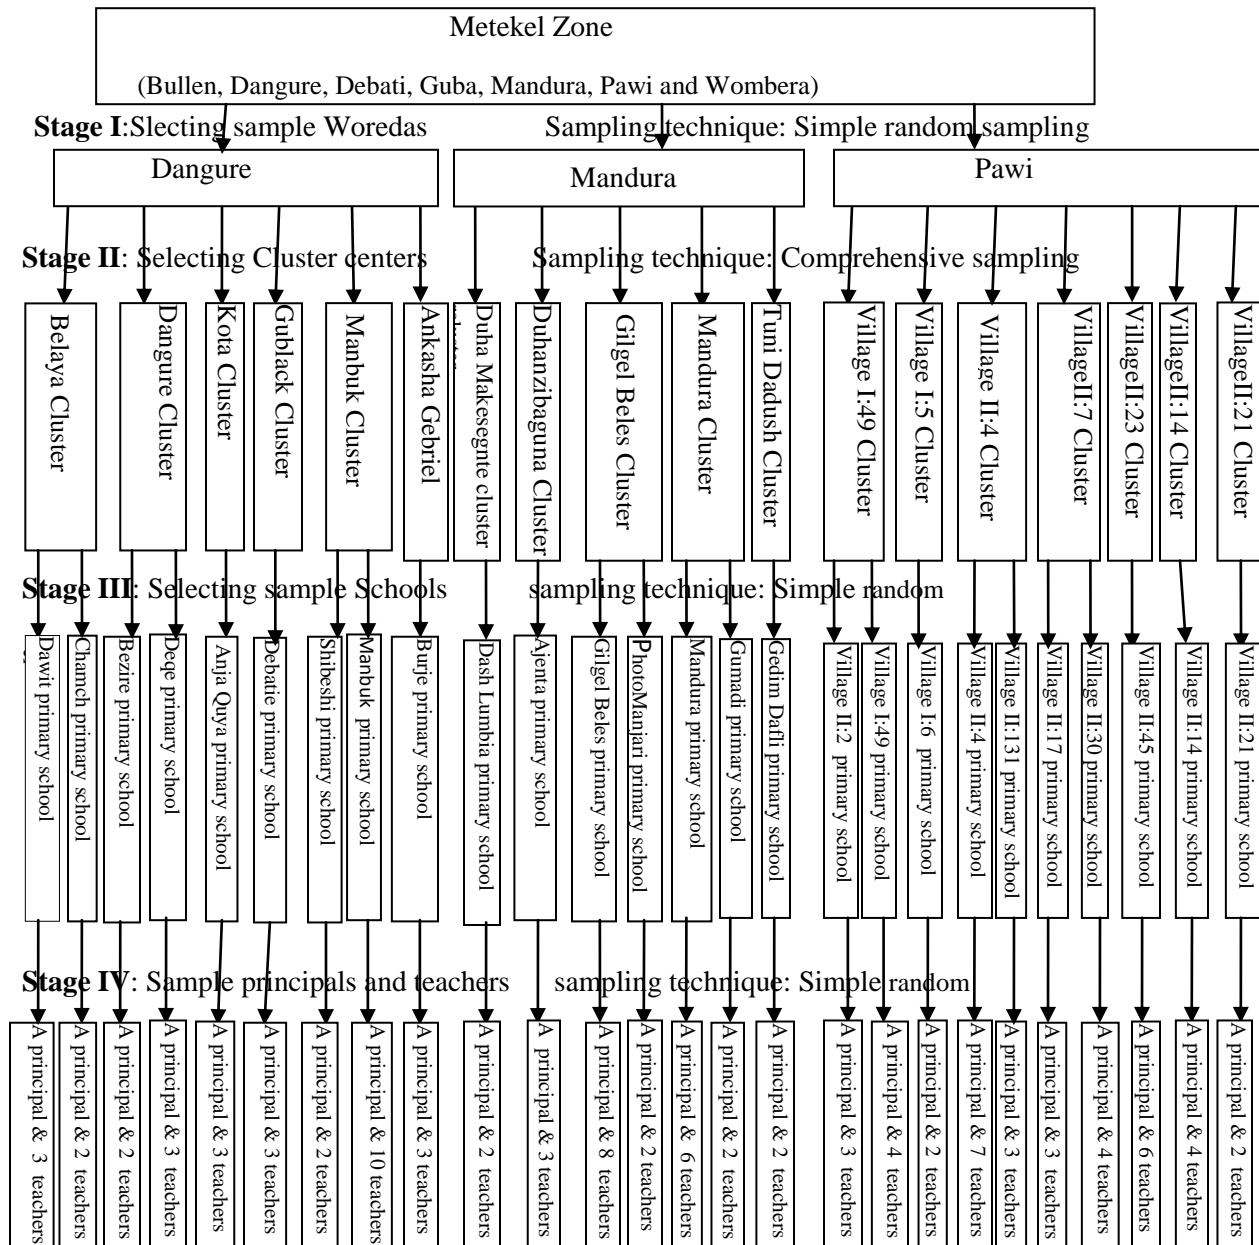 Metekel Zone
(Bullen, Dangure, Debati, Guba, Mandura, Pawi and Wombera)
Stage I:Slecting sample Woredas Sampling technique: Simple random sampling
Dangure
Mandura
Pawi
Stage II: Selecting Cluster centers Sampling technique: Comprehensive sampling
Belaya Cluster
Dangure Cluster
Kota Cluster
Gublack Cluster
Manbuk Cluster
Ankasha Gebriel
Duha Makesegnte cluster
Duhanzibaguna Cluster
Gilgel Beles Cluster
Mandura Cluster
Tuni Dadush Cluster
Village I:49 Cluster
Village I:5 Cluster
Village II:4 Cluster
VillageII:7 Cluster
VillageII:23 Cluster
VillageII:14 Cluster
VillageII:21 Cluster
Stage III: Selecting sample Schools sampling technique: Simple random
Dawit primary school
Chamch primary school
Bezire primary school
Deqe primary school
Anja Quya primary school
Debatie primary school
Shibeshi primary school
Manbuk primary school
Burje primary school
Dash Lumbia primary school
Ajenta primary school
Gilgel Beles primary school
PhotoManjari primary school
Mandura primary school
Gumadi primary school
Gedim Dafli primary school
Village II:2 primary school
Village I:49 primary school
Village I:6 primary school
Village II:4 primary school
Village II:131 primary school
Village II:17 primary school
Village II:30 primary school
Village II:45 primary school
Village II:14 primary school
Village II:21 primary school
Stage IV: Sample principals and teachers sampling technique: Simple random
A principal & 3 teachers
A principal & 2 teachers
A principal & 2 teachers
A principal & 3 teachers
A principal & 3 teachers
A principal & 3 teachers
A principal & 2 teachers
A principal & 10 teachers
A principal & 3 teachers
A principal & 2 teachers
A principal & 3 teachers
A principal & 8 teachers
A principal & 2 teachers
A principal & 6 teachers
A principal & 2 teachers
A principal & 2 teachers
A principal & 3 teachers
A principal & 4 teachers
A principal & 2 teachers
A principal & 7 teachers
A principal & 3 teachers
A principal & 3 teachers
A principal & 4 teachers
A principal & 6 teachers
A principal & 4 teachers
A principal & 2 teachers